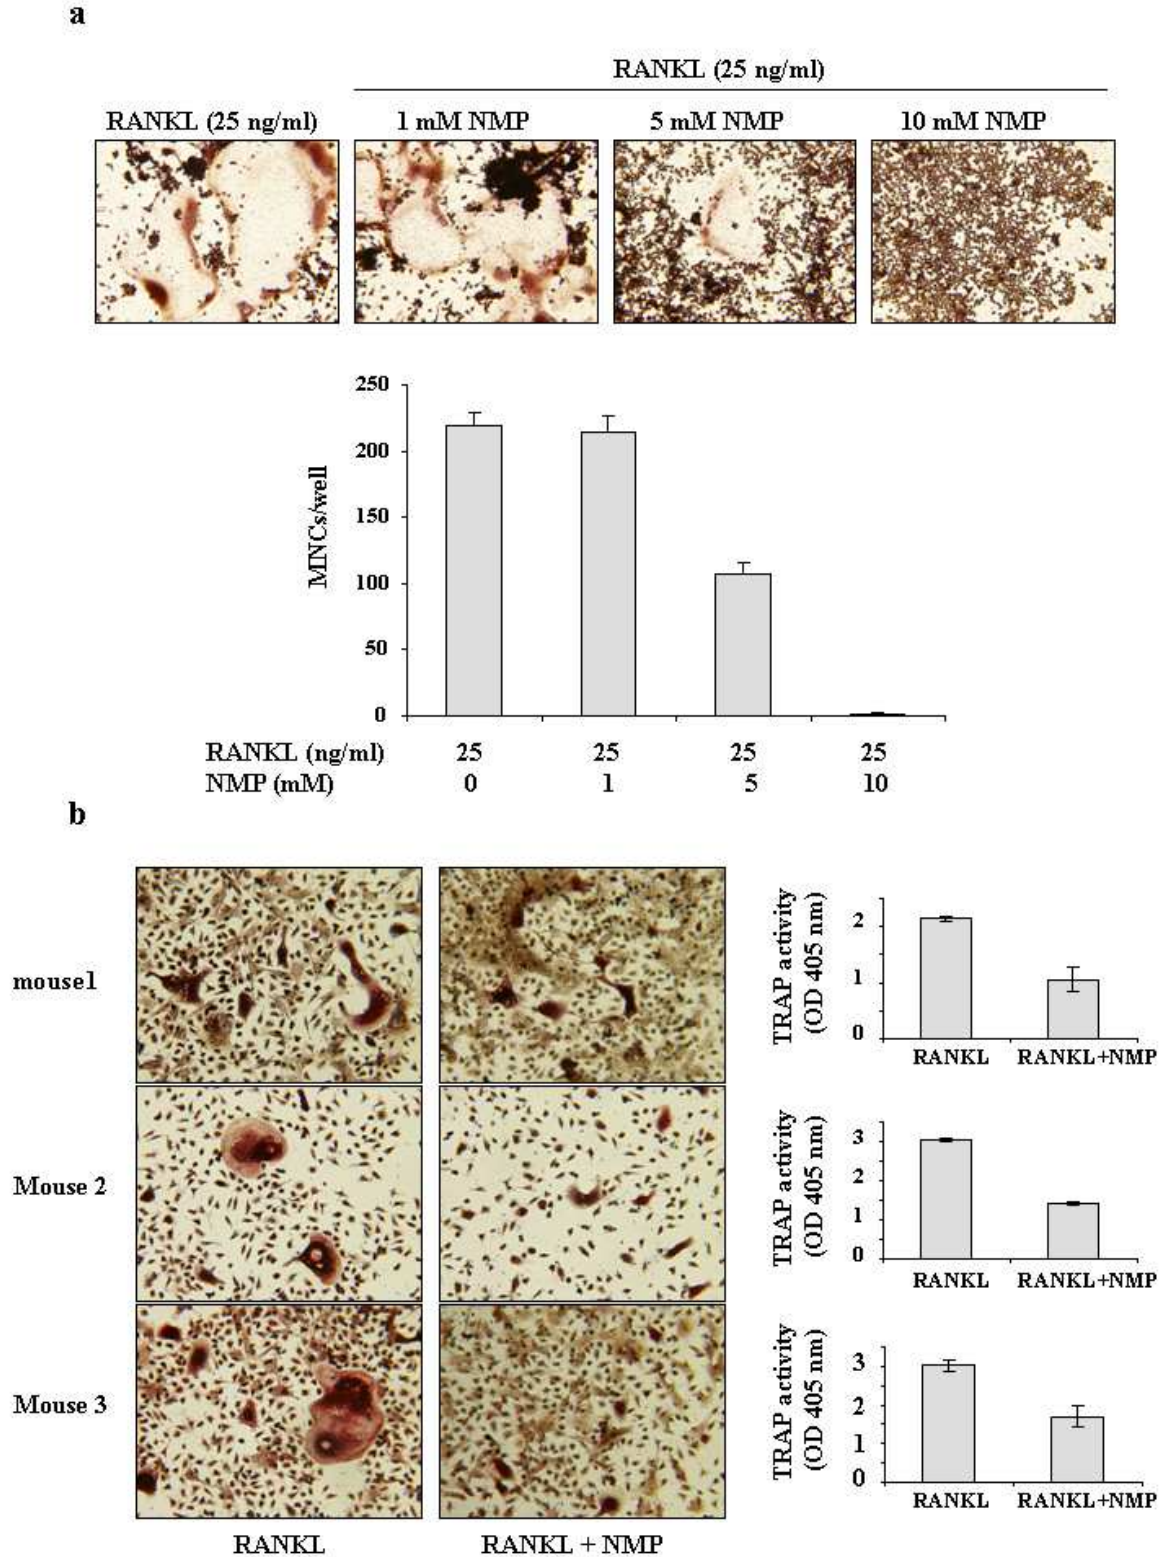 a
RANKL (25 ng/ml)
RANKL (25 ng/ml)
1 mM NMP
5 mM NMP
10 mM NMP
250
200
150
100
50
0
MNCs/well
RANKL (ng/ml) 25 25 25 25
NMP (mM) 0 1 5 10
b
mouse1
Mouse 2
Mouse 3
RANKL
RANKL + NMP
TRAP activity
(OD 405 nm)
2
1
0
RANKL RANKL+NMP
TRAP activity
(OD 405 nm)
3
2
1
0
RANKL RANKL+NMP
TRAP activity
(OD 405 nm)
3
2
1
0
RANKL RANKL+NMP